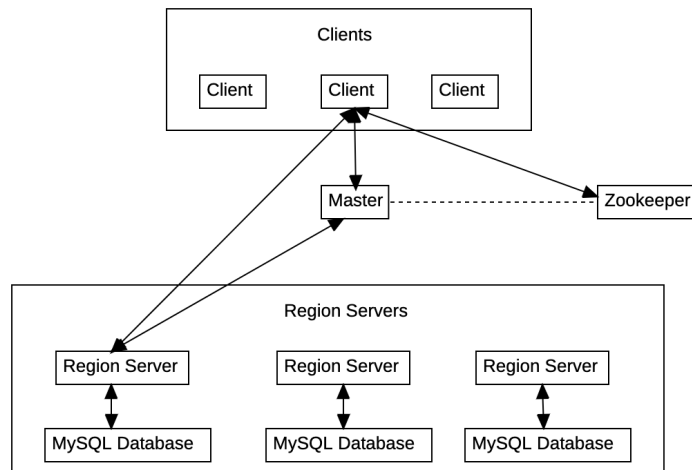 Clients
Client
Client
Client
Master
Zookeeper
Region Servers
Region Server
Region Server
Region Server
MySQL Database
MySQL Database
MySQL Database